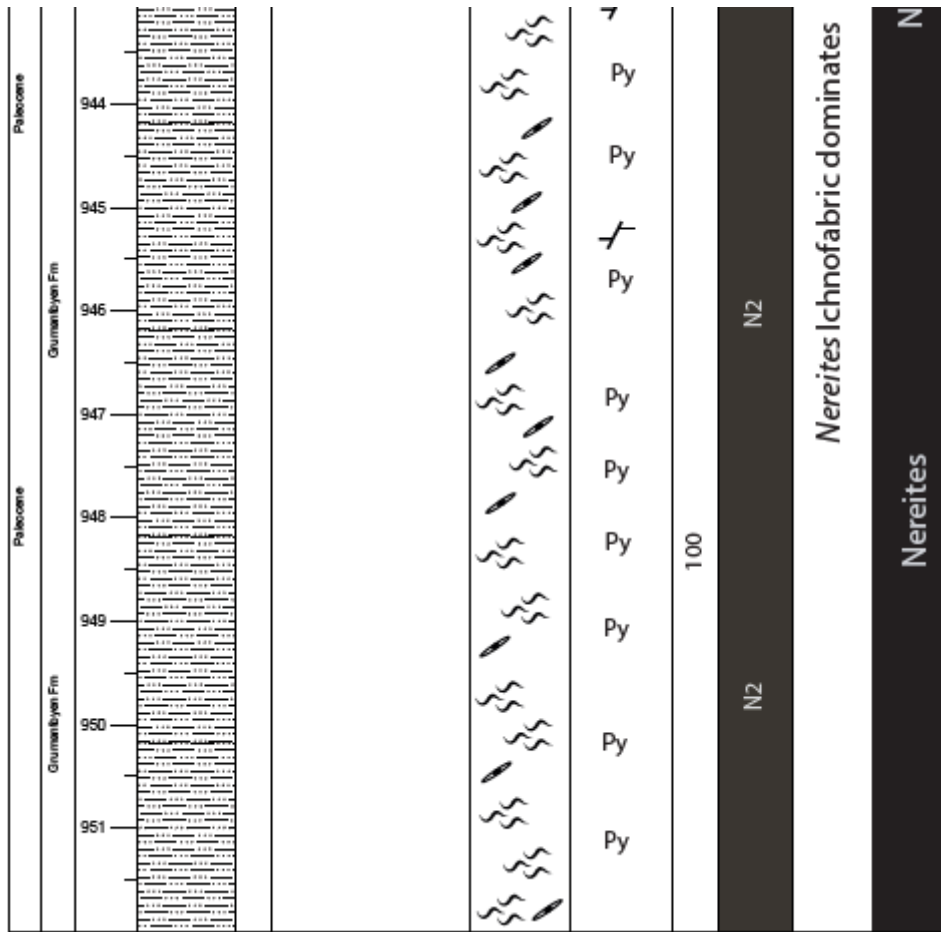 Paleocene
Paleocene
Grumantbyen Fm
Grumantbyen Fm
944
945
946
947
948
949
950
951
Py
Py
Py
Py
Py
Py
Py
Py
Py
100
N2
N2
Nereites Ichnofabric dominates
Nereites
N